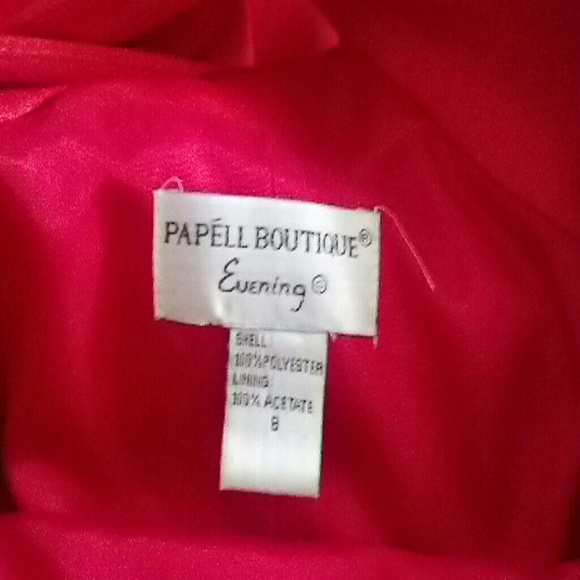 PAPÉLL BOUTIQUE®
Evening©
SHELL:
100% POLYESTER
LINING:
100% ACETATE
8